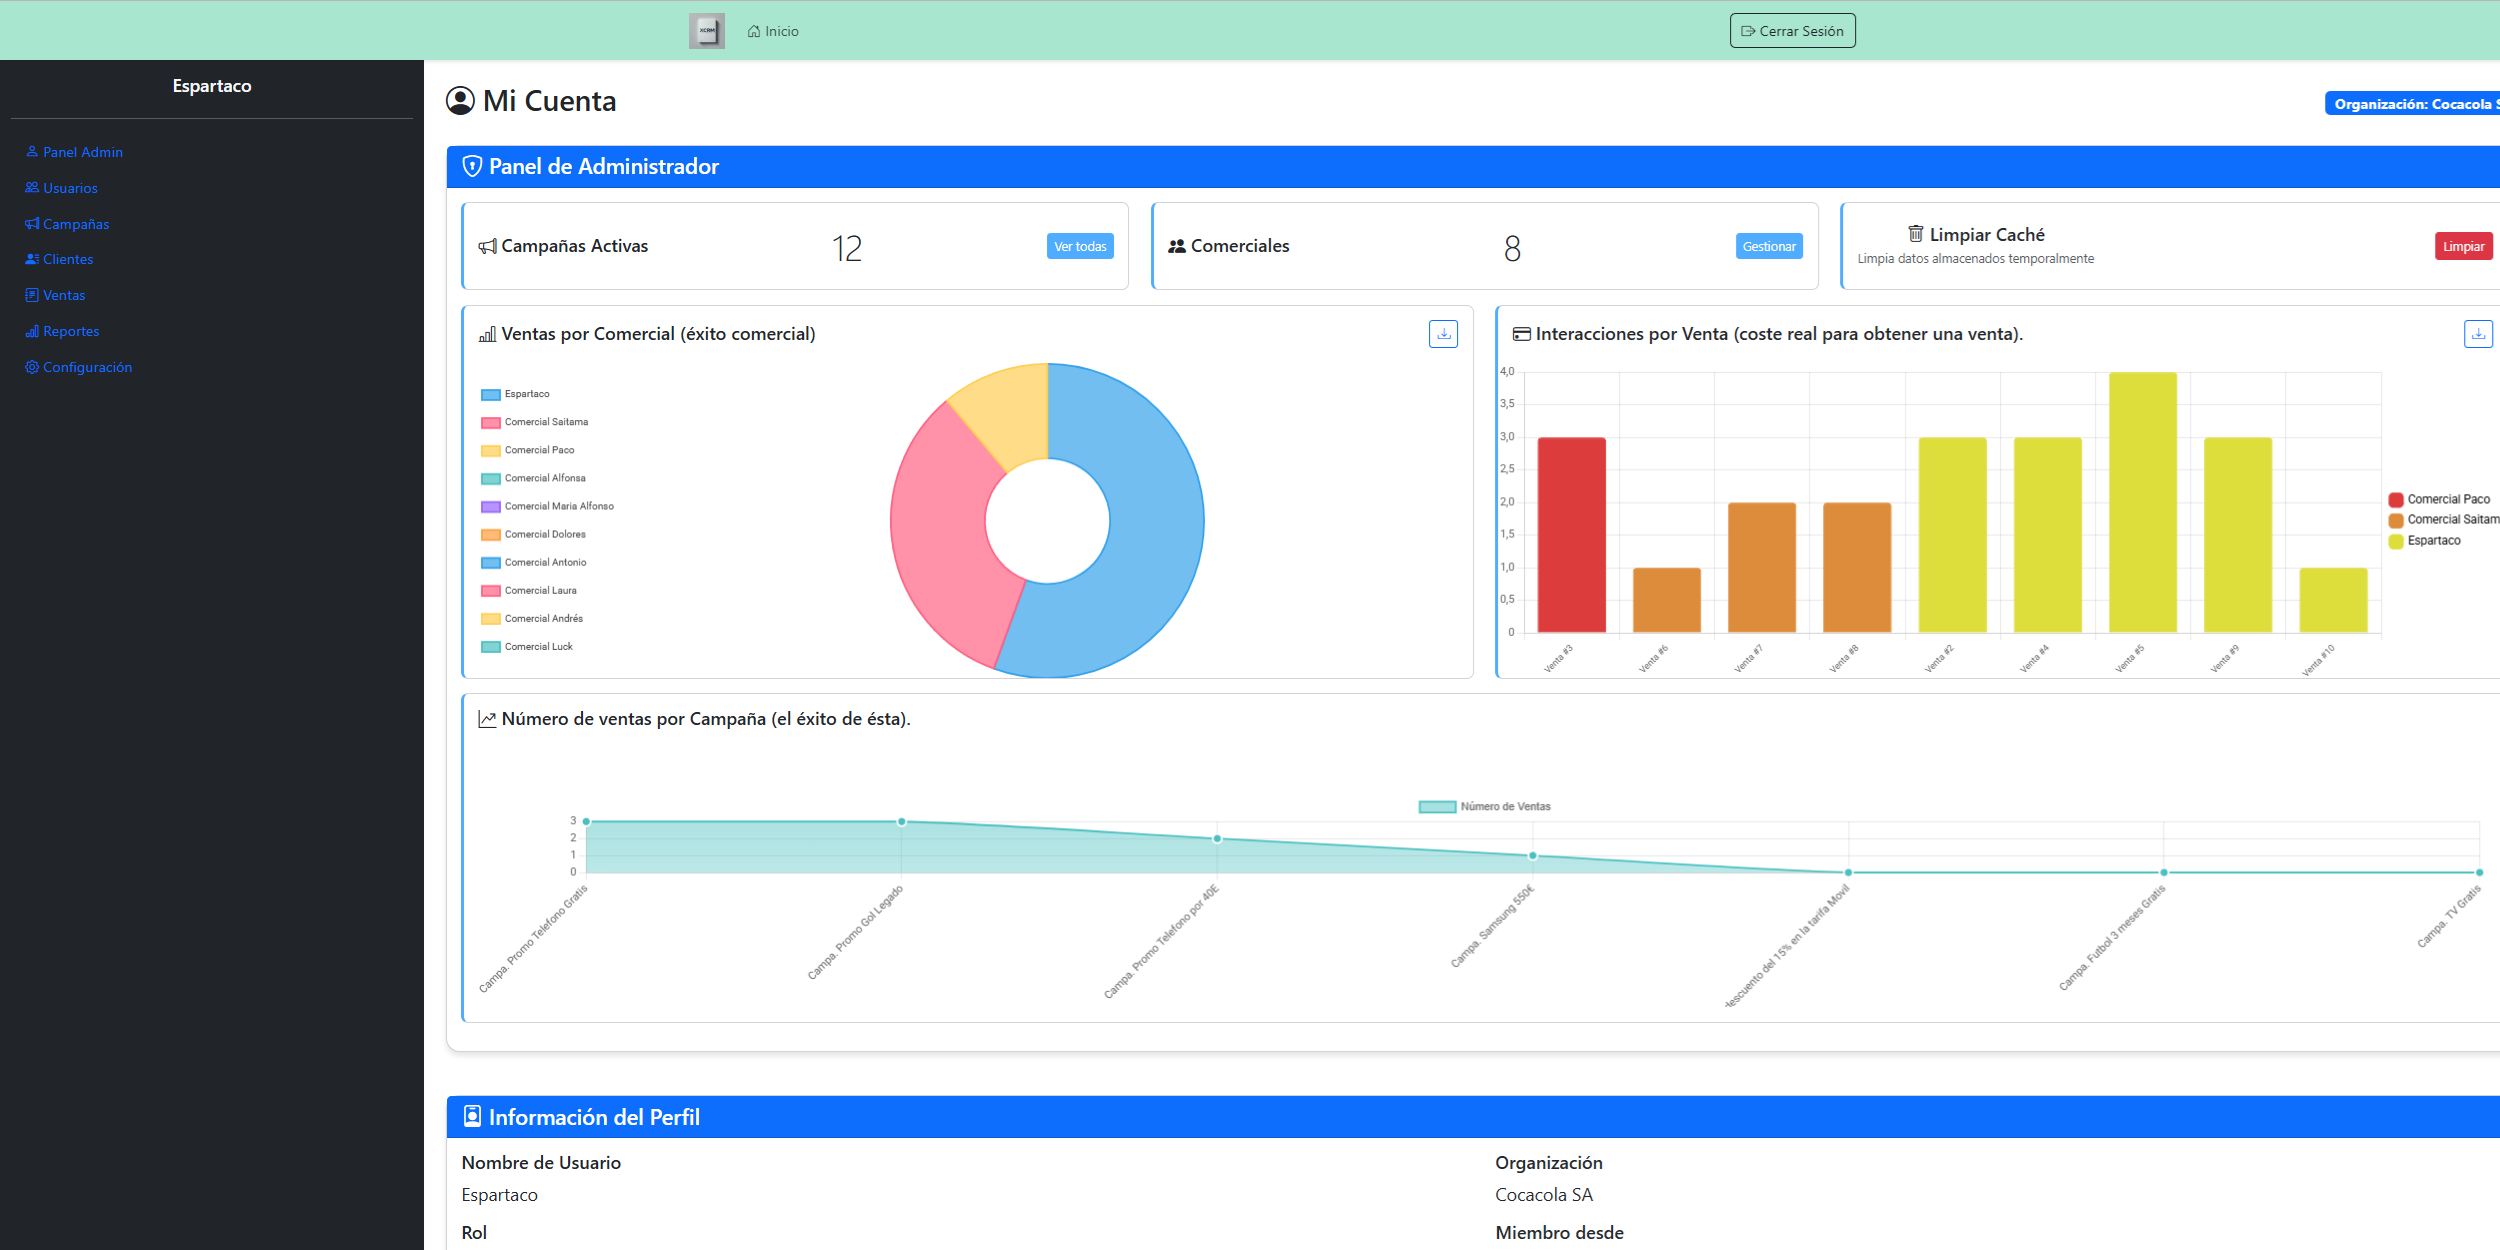 XCRM
Inicio
Cerrar Sesión
Espartaco
Panel Admin
Usuarios
Campañas
Clientes
Ventas
Reportes
Configuración
Mi Cuenta
Organización: Cocacola
Panel de Administrador
Campañas Activas
12
Ver todas
Comerciales
8
Gestionar
Limpiar Caché
Limpia datos almacenados temporalmente
Limpiar
Ventas por Comercial (éxito comercial)
Espartaco
Comercial Saitama
Comercial Paco
Comercial Alfonsa
Comercial Maria Alfonso
Comercial Dolores
Comercial Antonio
Comercial Laura
Comercial Andrés
Comercial Luck
Interacciones por Venta (coste real para obtener una venta).
4,0
3,5
3,0
2,5
2,0
1,5
1,0
0,5
0
Venta #3
Venta #6
Venta #7
Venta #8
Venta #2
Venta #4
Venta #5
Venta #9
Venta #10
Comercial Paco
Comercial Saitam
Espartaco
Número de ventas por Campaña (el éxito de ésta).
Número de Ventas
3
2
1
0
Campa. Promo Telefono Gratis
Campa. Promo Gol Legado
Campa. Promo Telefono por 40E
Campa. Samsung 550€
descuento del 15% en la tarifa Movil
Campa. Futbol 3 meses Gratis
Campa. TV Gratis
Información del Perfil
Nombre de Usuario
Espartaco
Rol
Organización
Cocacola SA
Miembro desde